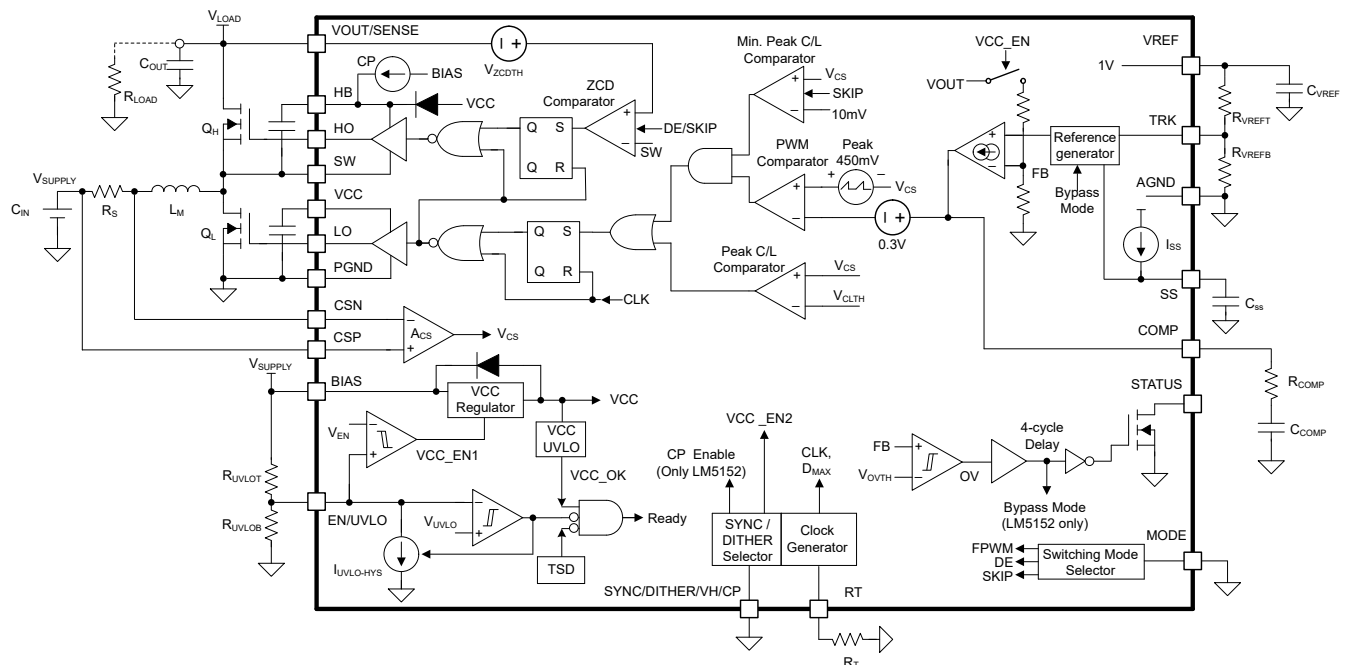 VLOAD
VOUT/SENSE
COUT
RLOAD
CP
BIAS
VZCDTH
HB
VCC
ZCD
Comparator
QH
HO
DE/SKIP
SW
SW
Q
S
Q
R
Min. Peak C/L
Comparator
VCS
SKIP
10mV
PWM
Comparator
Peak
450mV
+
−
VCS
0.3V
VCC_EN
VOUT
FB
Reference
generator
Bypass
Mode
VREF
1V
CVREF
TRK
RVREFT
RVREFB
AGND
ISS
SS
Css
VSUPPLY
CIN
RS
LM
VCC
QL
LO
PGND
Q
S
Q
R
CLK
Peak C/L
Comparator
VCS
VCLTH
CSN
CSP
ACS
VCS
COMP
RCOMP
CCOMP
VSUPPLY
BIAS
VCC
Regulator
VCC
VEN
VCC_EN1
VCC
UVLO
VCC_OK
RUVLOT
RUVLOB
EN/UVLO
VUVLO
IUVLO-HYS
TSD
Ready
VCC_EN2
CP Enable
(Only LM5152)
CLK,
DMAX
SYNC /
DITHER
Selector
Clock
Generator
SYNC/DITHER/VH/CP
RT
RT
STATUS
FB
VOVTH
OV
4-cycle
Delay
Bypass Mode
(LM5152 only)
MODE
FPWM
DE
SKIP
Switching Mode
Selector